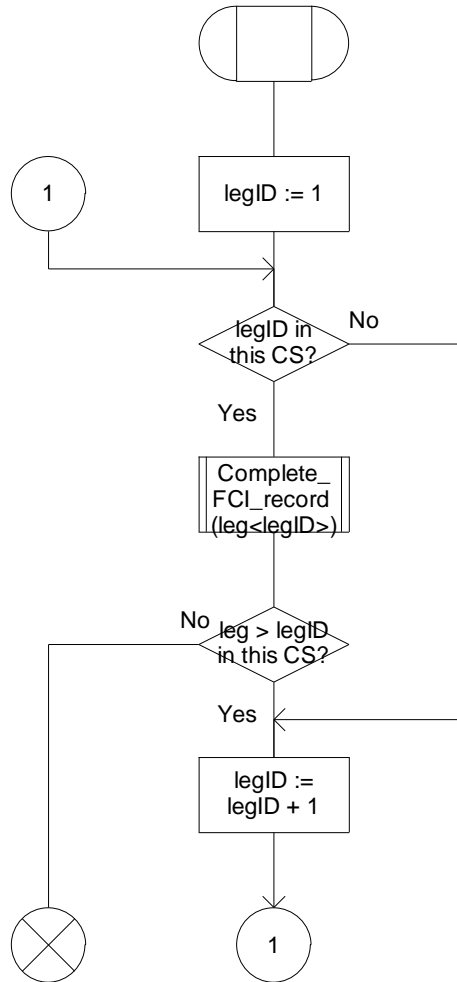 1
legID := 1
legID in
this CS?
No
Yes
Complete_
FCI_record
(leg<legID>)
No
leg > legID
in this CS?
Yes
legID :=
legID + 1
1